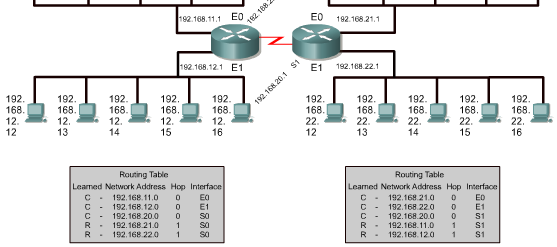 192.168.11.1
E0
E0
192.168.21.1
192.168.12.1
E1
192.168.20.1
S1
E1
192.168.22.1
192.168.12.12
192.168.12.13
192.168.12.14
192.168.12.15
192.168.12.16
192.168.22.12
192.168.22.13
192.168.22.14
192.168.22.15
192.168.22.16
Routing Table
Learned Network Address Hop Interface
C - 192.168.11.0 0 E0
C - 192.168.12.0 0 E1
C - 192.168.20.0 0 S0
R - 192.168.21.0 1 S0
R - 192.168.22.0 1 S0
Routing Table
Learned Network Address Hop Interface
C - 192.168.21.0 0 E0
C - 192.168.22.0 0 E1
C - 192.168.20.0 0 S1
R - 192.168.11.0 1 S1
R - 192.168.12.0 1 S1